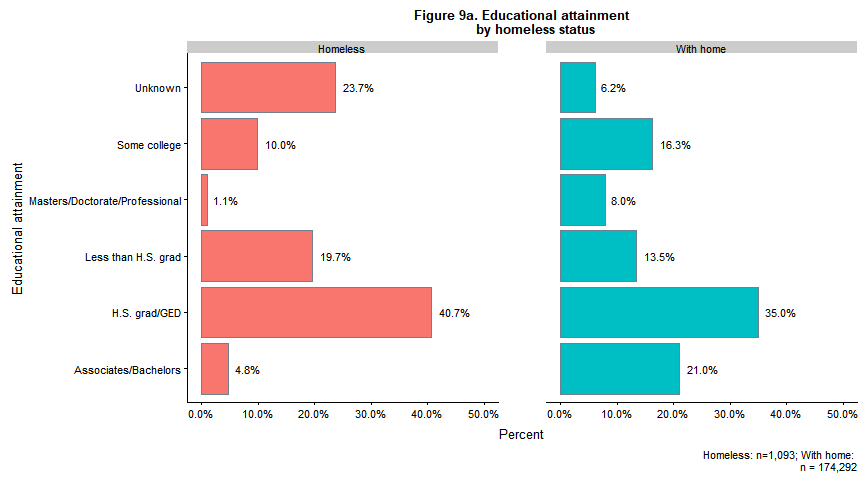 Figure 9a. Educational attainment
by homeless status
Homeless
With home
Educational attainment
Unknown
23.7%
6.2%
Some college
10.0%
16.3%
Masters/Doctorate/Professional
1.1%
8.0%
Less than H.S. grad
19.7%
13.5%
H.S. grad/GED
40.7%
35.0%
Associates/Bachelors
4.8%
21.0%
0.0% 10.0% 20.0% 30.0% 40.0% 50.0%
0.0% 10.0% 20.0% 30.0% 40.0% 50.0%
Percent
Homeless: n=1,093; With home:
n = 174,292